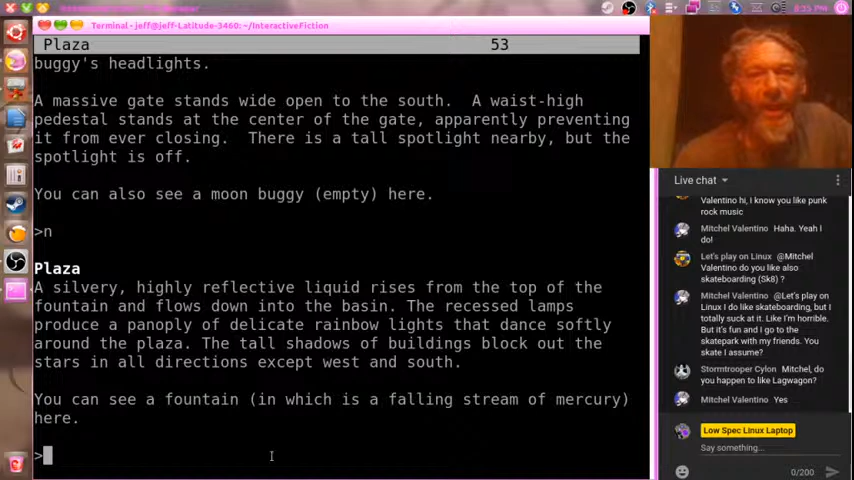 8:35 PM
Terminal - jeff@jeff-Latitude-3460: ~/InteractiveFiction
Plaza 53
buggy's headlights.
A massive gate stands wide open to the south. A waist-high
pedestal stands at the center of the gate, apparently preventing
it from ever closing. There is a tall spotlight nearby, but the
spotlight is off.
You can also see a moon buggy (empty) here.
>n
Plaza
A silvery, highly reflective liquid rises from the top of the
fountain and flows down into the basin. The recessed lamps
produce a panoply of delicate rainbow lights that dance softly
around the plaza. The tall shadows of buildings block out the
stars in all directions except west and south.
You can see a fountain (in which is a falling stream of mercury)
here.
>
Live chat
Valentino hi, I know you like punk
rock music
Mitchel Valentino Haha. Yeah I
do!
Let's play on Linux @Mitchel
Valentino do you like also
skateboarding (Sk8) ?
Mitchel Valentino @Let's play on
Linux I do like skateboarding, but I
totally suck at it. Like I'm horrible.
But it's fun and I go to the
skatepark with my friends. You
skate I assume?
Stormtrooper Cylon Mitchel, do
you happen to like Lagwagon?
Mitchel Valentino Yes
Low Spec Linux Laptop
Say something...
0/200